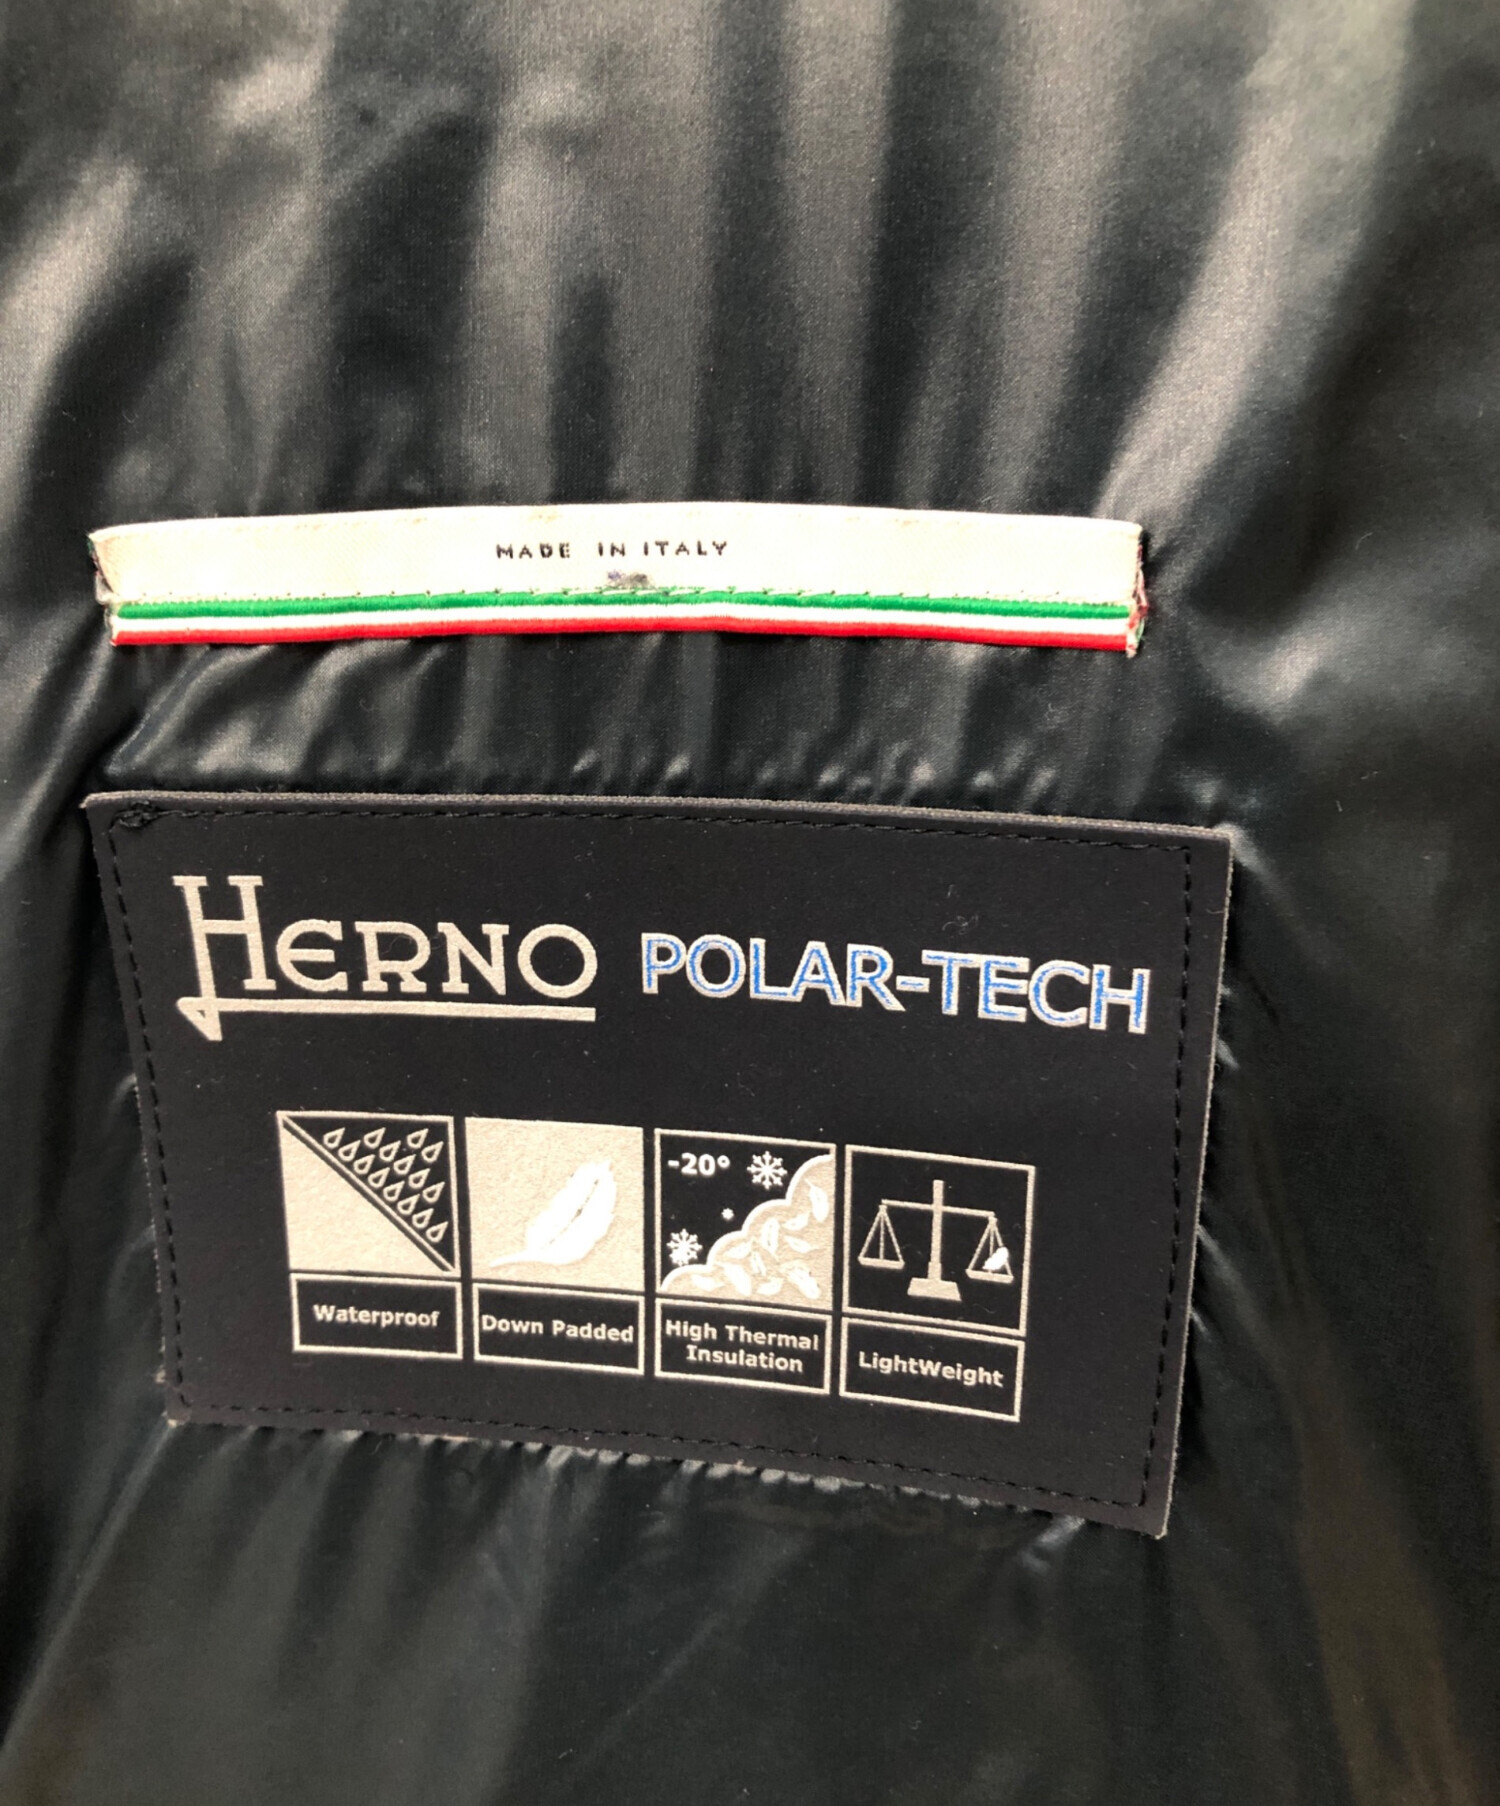 MADE IN ITALY
HERNO POLAR-TECH
-20°
Waterproof
Down Padded
High Thermal
Insulation
LightWeight